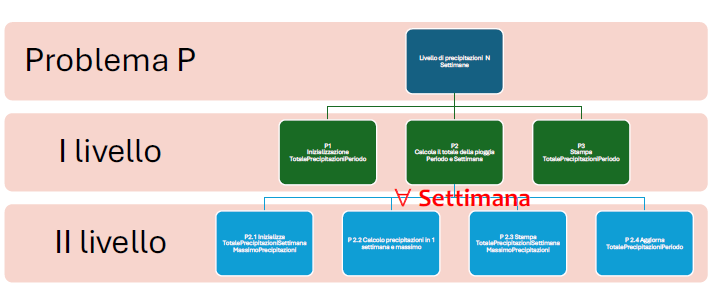 Problema P
Livello di precipitazioni N
Settimane
I livello
P1
Inizializzazione
TotalePrecipitazioniPeriodo
P2
Calcola il totale della pioggia
Periodo e Settimana
P3
Stampa
TotalePrecipitazioniPeriodo
∀ Settimana
II livello
P2.1 Inizializza
TotalePrecipitazioniSettimana
MassimoPrecipitazioni
P 2.2 Calcolo precipitazioni in 1
settimana e massimo
P 2.3 Stampa
TotalePrecipitazioniSettimana
MassimoPrecipitazioni
P 2.4 Aggiorna
TotalePrecipitazioniPeriodo